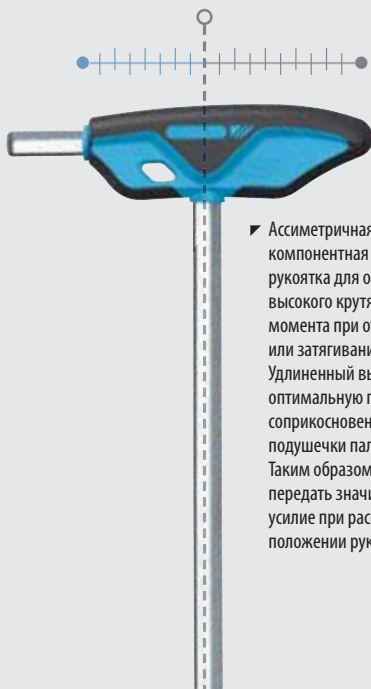 Ассиметричная
компонентная
рукоятка для о
высокого крутя
момента при о
или затягивани
Удлиненный вы
оптимальную п
соприкосновен
подушечки пал
Таким образом
передать значи
усилие при рас
положении рук